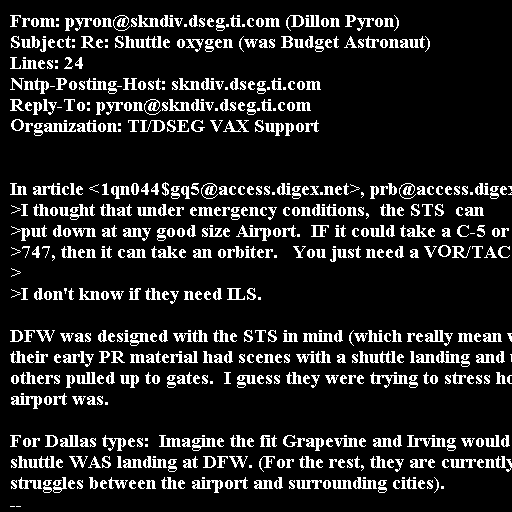 From: pyron@skndiv.dseg.ti.com (Dillon Pyron)
Subject: Re: Shuttle oxygen (was Budget Astronaut)
Lines: 24
Nntp-Posting-Host: skndiv.dseg.ti.com
Reply-To: pyron@skndiv.dseg.ti.com
Organization: TI/DSEG VAX Support
In article <1qn044$gq5@access.digex.net>, prb@access.digex
>I thought that under emergency conditions,  the STS  can
>put down at any good size Airport.  IF it could take a C-5 or
>747, then it can take an orbiter.   You just need a VOR/TAC
>
>I don't know if they need ILS.
DFW was designed with the STS in mind (which really mean
their early PR material had scenes with a shuttle landing and
others pulled up to gates.  I guess they were trying to stress
airport was.
For Dallas types:  Imagine the fit Grapevine and Irving would
shuttle WAS landing at DFW. (For the rest, they are currently
struggles between the airport and surrounding cities).
--